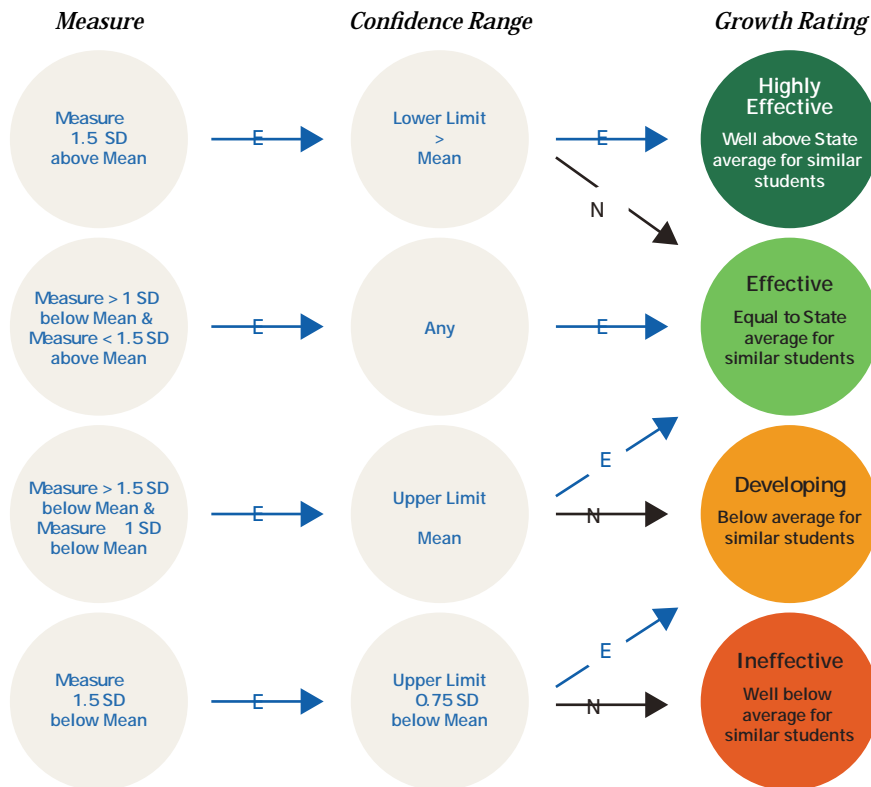 Measure
Confidence Range
Growth Rating
Measure
1.5 SD
above Mean
E
Lower Limit
>
Mean
E
N
Highly
Effective
Well above State
average for similar
students
Measure > 1 SD
below Mean &
Measure < 1.5 SD
above Mean
E
Any
E
Effective
Equal to State
average for
similar students
Measure > 1.5 SD
below Mean &
Measure 1 SD
below Mean
E
Upper Limit
Mean
E
N
Developing
Below average for
similar students
Measure
1.5 SD
below Mean
E
Upper Limit
0.75 SD
below Mean
E
N
Ineffective
Well below
average for
similar students